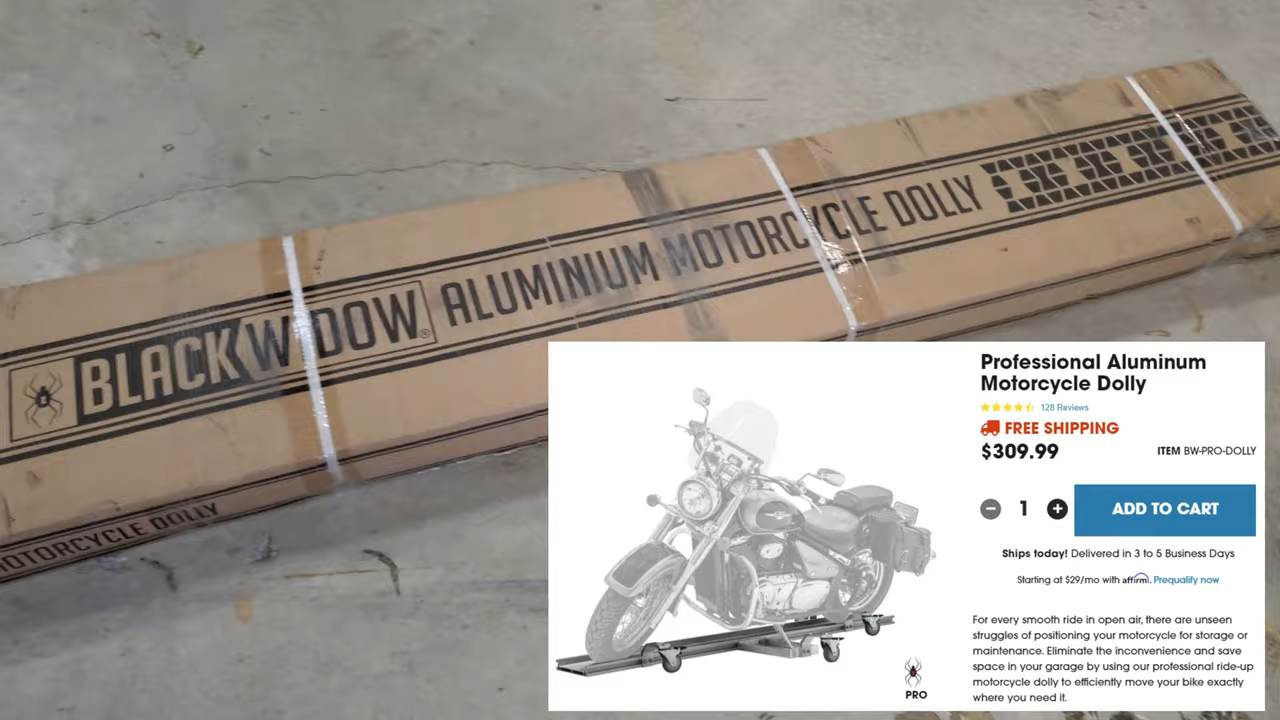 BLACK WIDOW® ALUMINIUM MOTORCYCLE DOLLY
MOTORCYCLE DOLLY
Professional Aluminum
Motorcycle Dolly
128 Reviews
FREE SHIPPING
$309.99
ITEM BW-PRO-DOLLY
1
ADD TO CART
Ships today! Delivered in 3 to 5 Business Days
Starting at $29/mo with affirm. Prequalify now
For every smooth ride in open air, there are unseen
struggles of positioning your motorcycle for storage or
maintenance. Eliminate the inconvenience and save
space in your garage by using our professional ride-up
motorcycle dolly to efficiently move your bike exactly
where you need it.
PRO